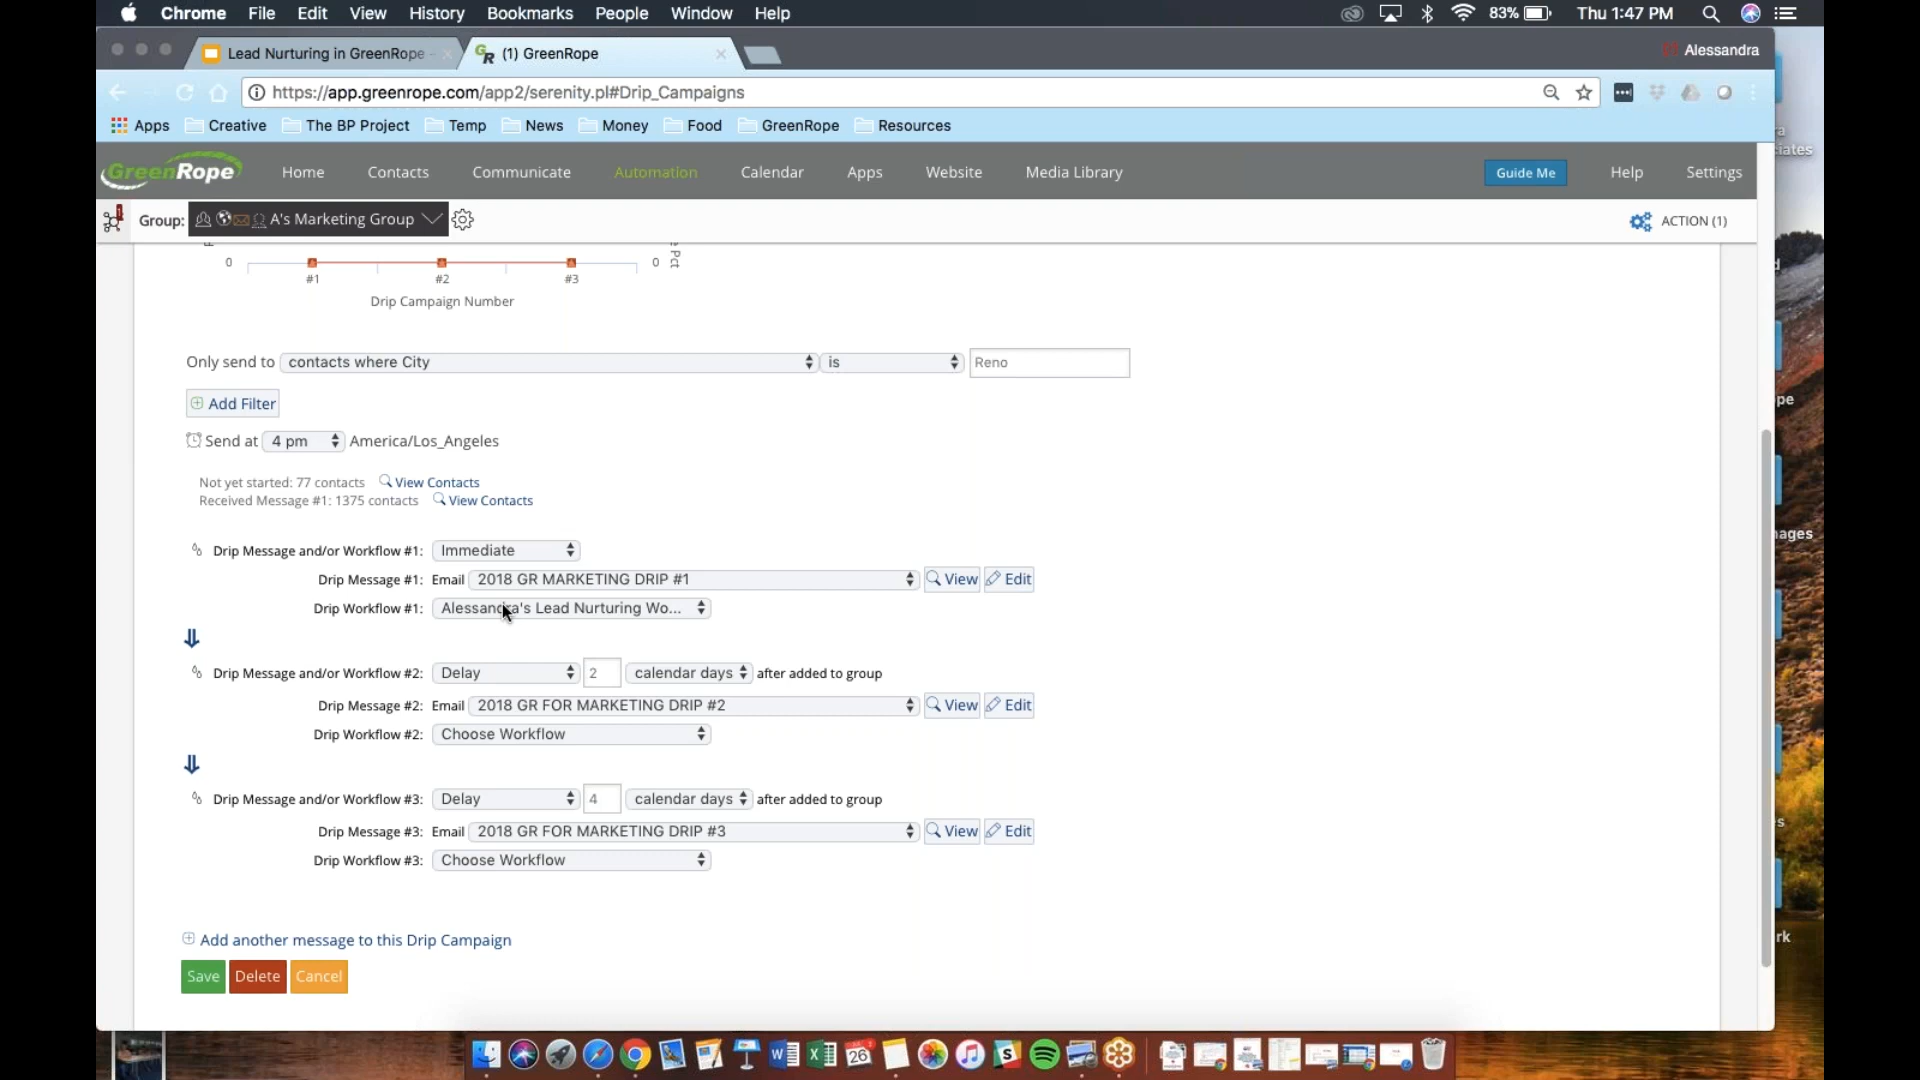 Chrome File Edit View History Bookmarks People Window Help 83% Thu 1:47 PM
Lead Nurturing in GreenRope - (1) GreenRope Alessandra
https://app.greenrope.com/app2/serenity.pl#Drip_Campaigns
Apps Creative The BP Project Temp News Money Food GreenRope Resources
GreenRope Home Contacts Communicate Automation Calendar Apps Website Media Library Guide Me Help Settings
Group: A's Marketing Group ACTION (1)
0 0 Pct
#1 #2 #3
Drip Campaign Number
Only send to contacts where City is Reno
Add Filter
Send at 4 pm America/Los_Angeles
Not yet started: 77 contacts View Contacts
Received Message #1: 1375 contacts View Contacts
Drip Message and/or Workflow #1: Immediate
Drip Message #1: Email 2018 GR MARKETING DRIP #1 View Edit
Drip Workflow #1: Alessandra's Lead Nurturing Wo...
Drip Message and/or Workflow #2: Delay 2 calendar days after added to group
Drip Message #2: Email 2018 GR FOR MARKETING DRIP #2 View Edit
Drip Workflow #2: Choose Workflow
Drip Message and/or Workflow #3: Delay 4 calendar days after added to group
Drip Message #3: Email 2018 GR FOR MARKETING DRIP #3 View Edit
Drip Workflow #3: Choose Workflow
Add another message to this Drip Campaign
Save Delete Cancel